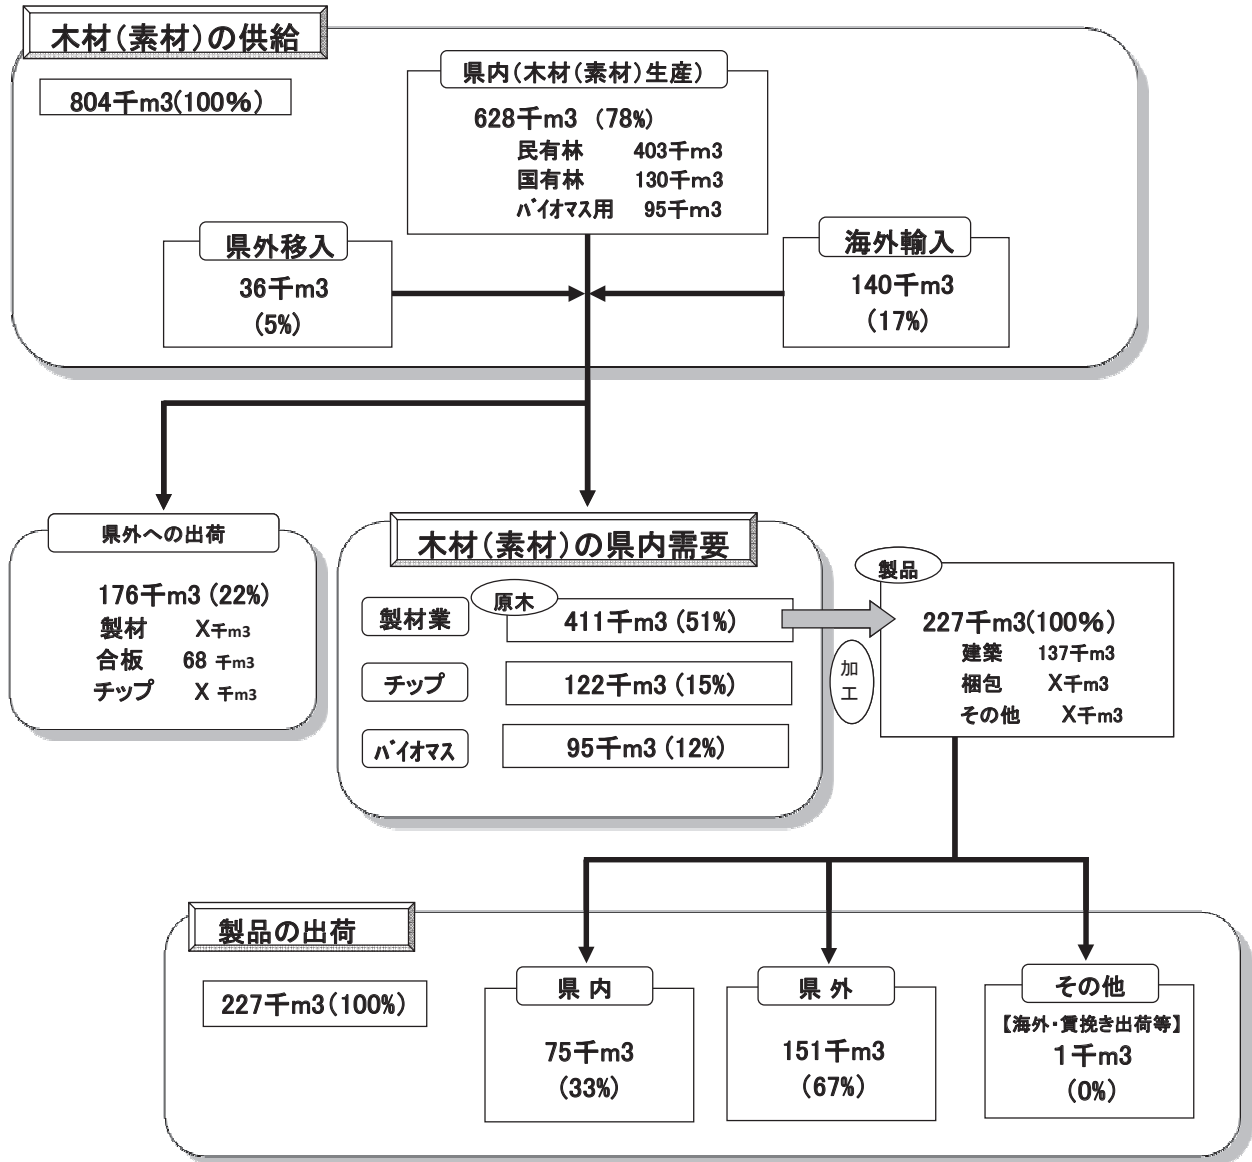 木材(素材)の供給
804千m3(100%)
県内(木材(素材)生産)
628千m3 (78%)
民有林 403千m3
国有林 130千m3
バイオマス用 95千m3
県外移入
36千m3
(5%)
海外輸入
140千m3
(17%)
県外への出荷
176千m3 (22%)
製材 X千m3
合板 68 千m3
チップ X 千m3
木材(素材)の県内需要
製材業
原木
411千m3 (51%)
チップ
122千m3 (15%)
バイオマス
95千m3 (12%)
加工
製品
227千m3(100%)
建築 137千m3
梱包 X千m3
その他 X千m3
製品の出荷
227千m3(100%)
県 内
75千m3
(33%)
県 外
151千m3
(67%)
その他
【海外・賃挽き出荷等】
1千m3
(0%)